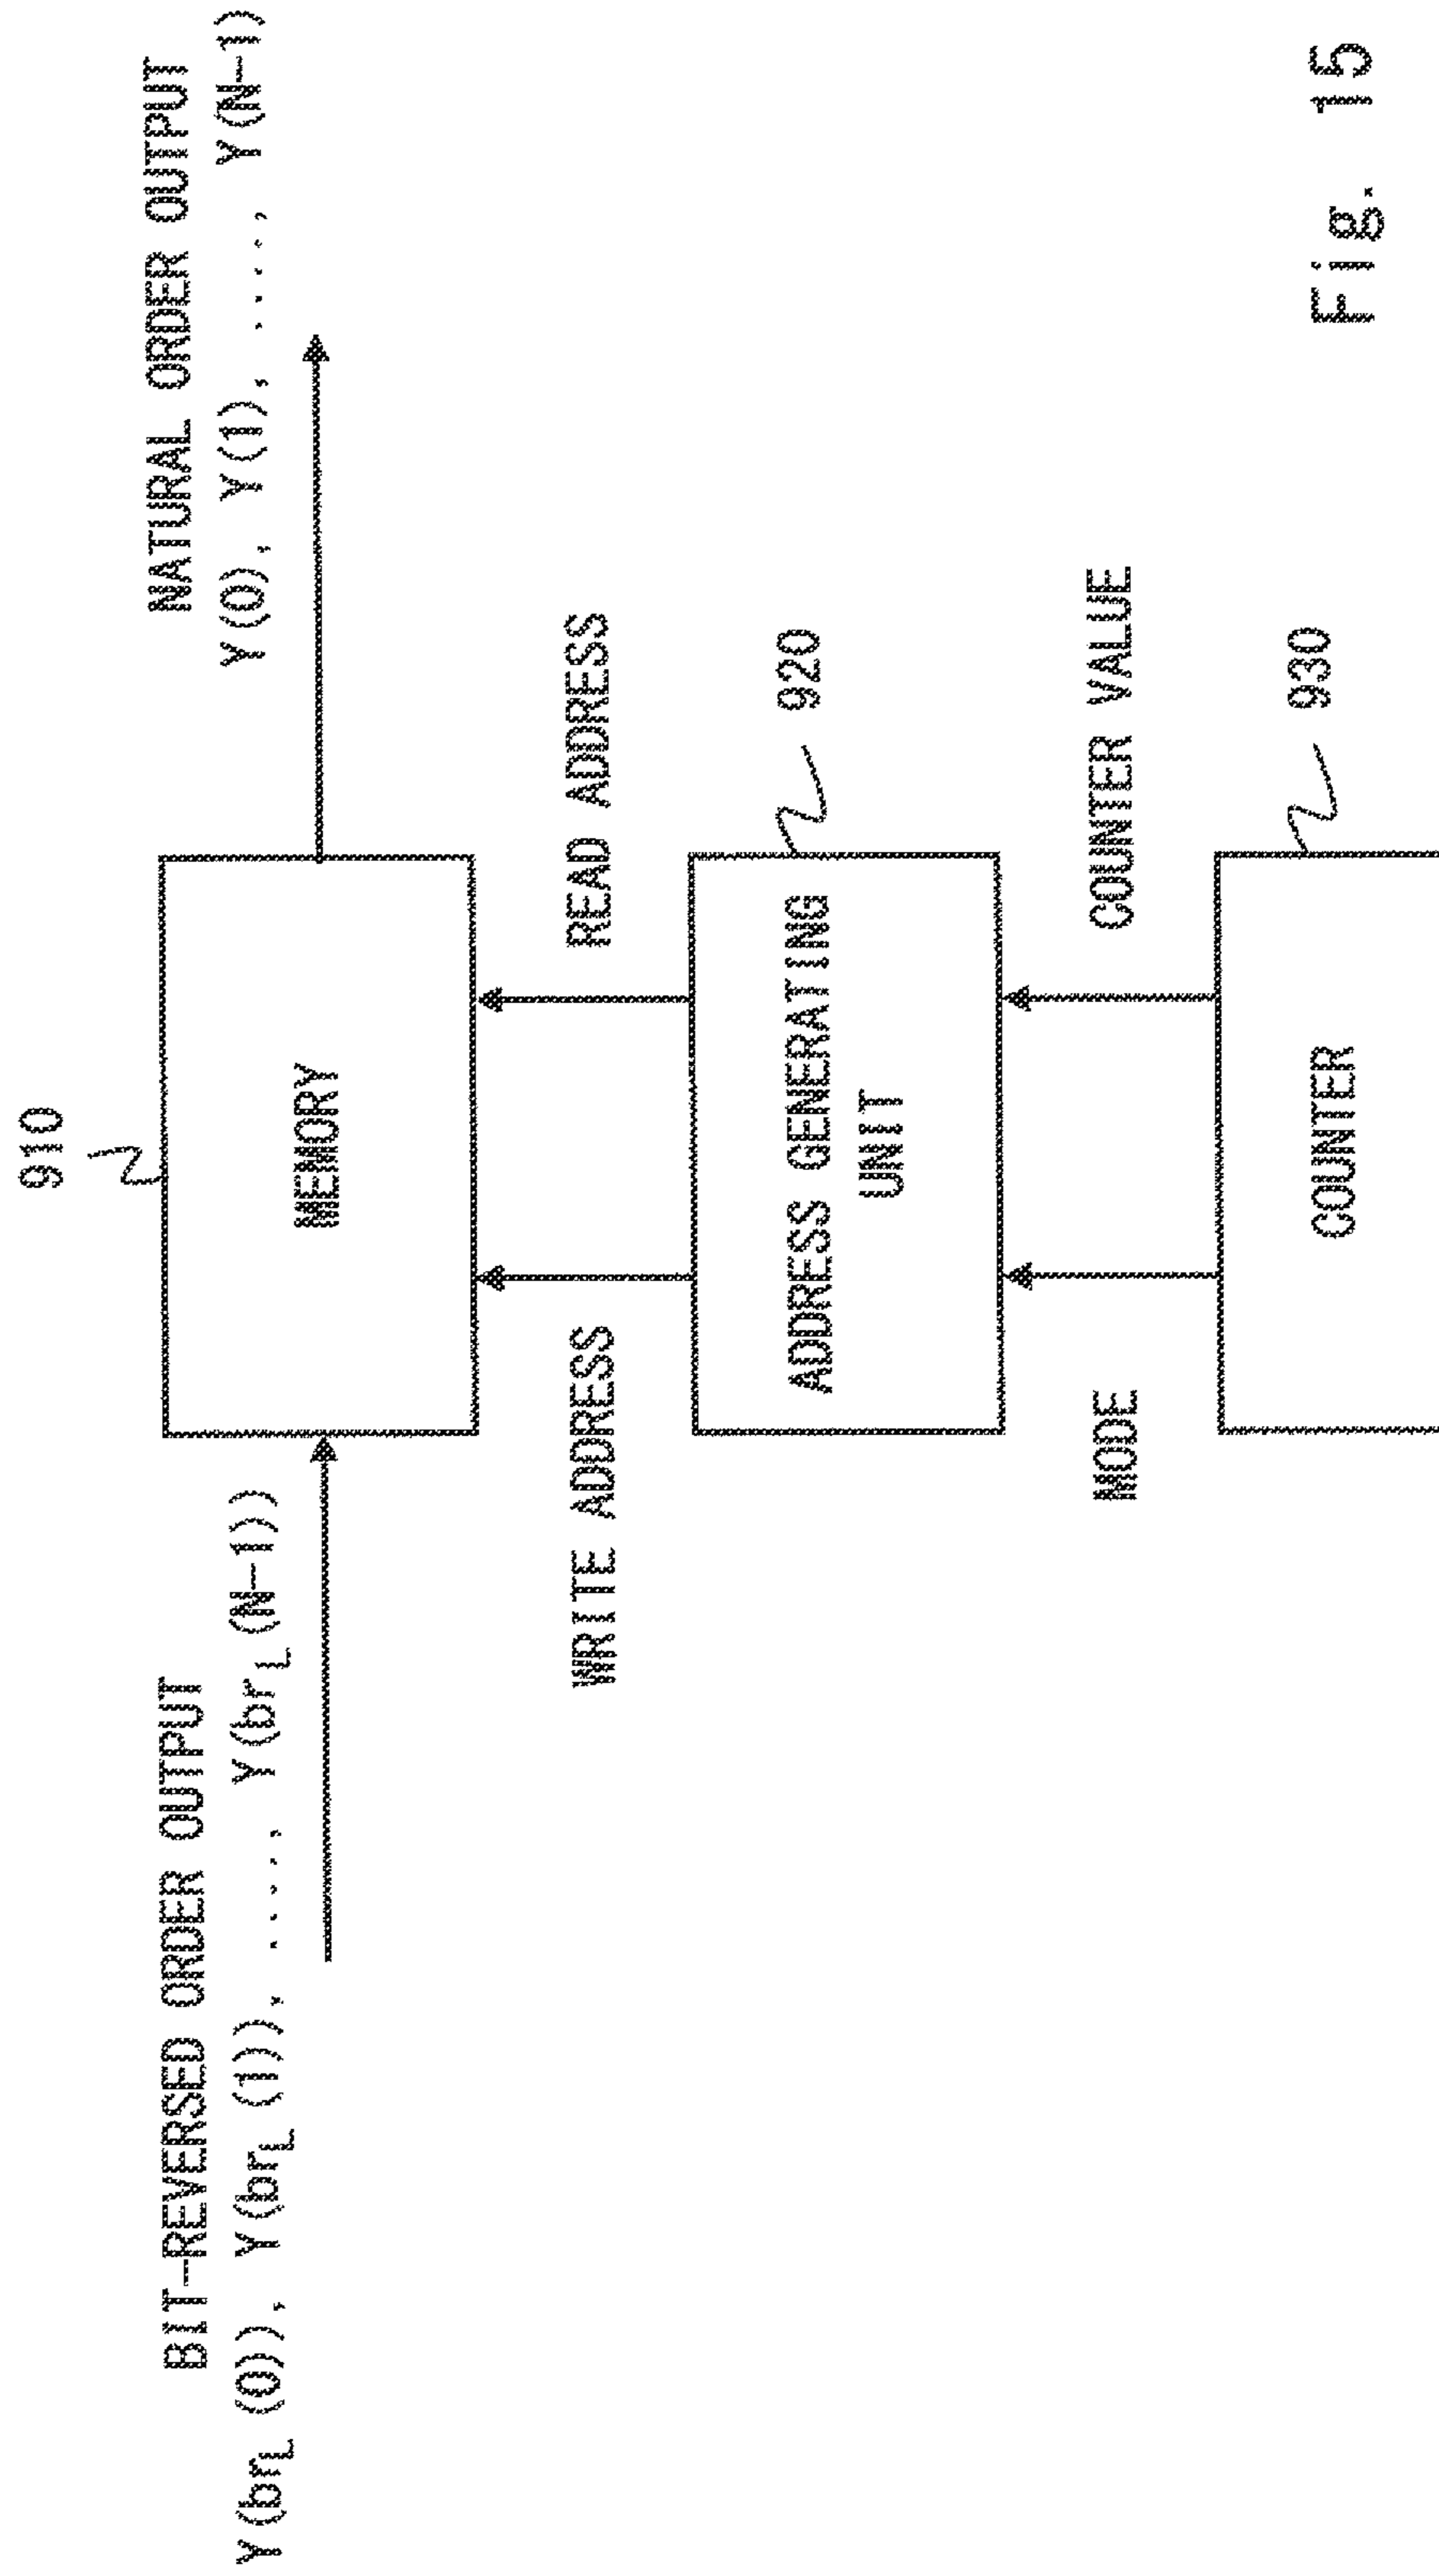 910
BIT-REVERSED ORDER OUTPUT
Y(br_L(0)), Y(br_L(1)), ....., Y(br_L(N-1))
NATURAL ORDER OUTPUT
Y(0), Y(1), ....., Y(N-1)
MEMORY
WRITE ADDRESS
READ ADDRESS
920
ADDRESS GENERATING
UNIT
MODE
COUNTER VALUE
930
COUNTER
Fig. 15